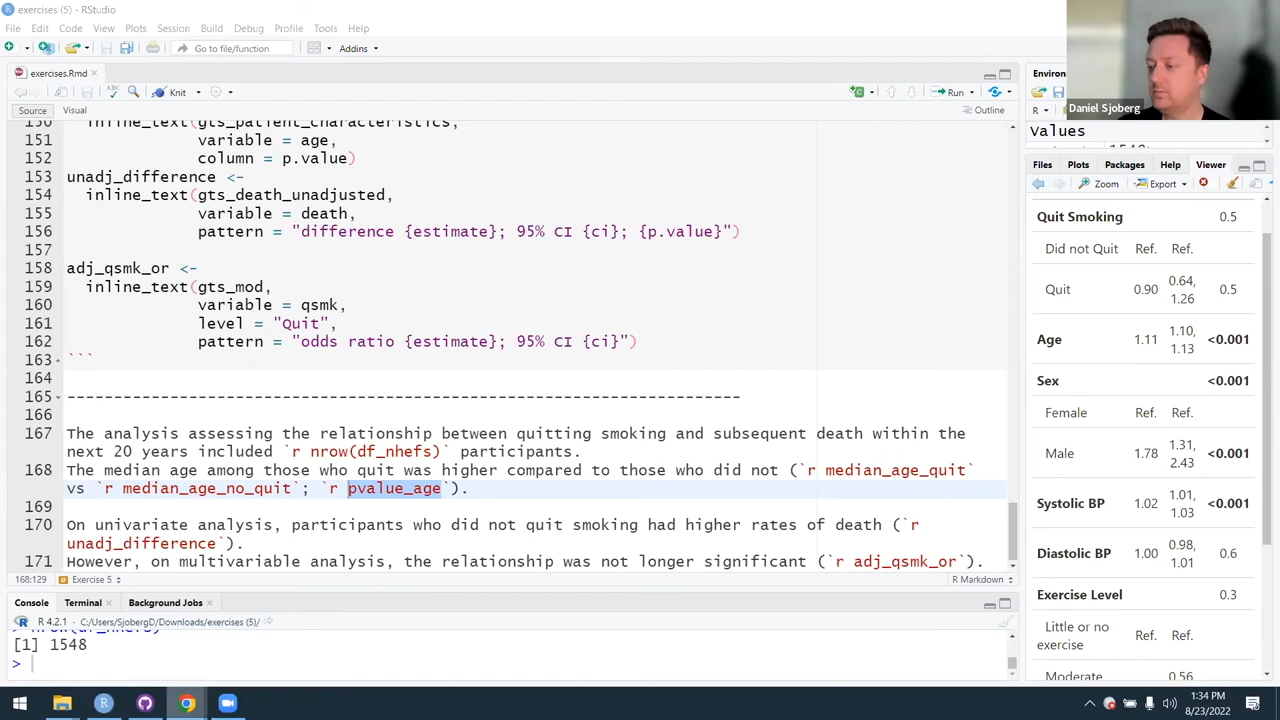 exercises (5) - RStudio
File Edit Code View Plots Session Build Debug Profile Tools Help
Go to file/function Addins
exercises.Rmd
Knit Run
Source Visual Outline
150 inline_text(gts_patient_characteristics,
151 variable = age,
152 column = p.value)
153 unadj_difference <-
154 inline_text(gts_death_unadjusted,
155 variable = death,
156 pattern = "difference {estimate}; 95% CI {ci}; {p.value}")
157
158 adj_qsmk_or <-
159 inline_text(gts_mod,
160 variable = qsmk,
161 level = "Quit",
162 pattern = "odds ratio {estimate}; 95% CI {ci}")
163 ```
164
165 ------------------------------------------------------------------------
166
167 The analysis assessing the relationship between quitting smoking and subsequent death within the
next 20 years included `r nrow(df_nhefs)` participants.
168 The median age among those who quit was higher compared to those who did not (`r median_age_quit`
vs `r median_age_no_quit`; `r pvalue_age`).
169
170 On univariate analysis, participants who did not quit smoking had higher rates of death (`r
unadj_difference`).
171 However, on multivariable analysis, the relationship was not longer significant (`r adj_qsmk_or`).
168:129 Exercise 5 R Markdown
Console Terminal Background Jobs
R 4.2.1 · C:/Users/SjobergD/Downloads/exercises (5)/
> nrow(df_nhefs)
[1] 1548
>
Daniel Sjoberg
Environ
R
Values
Files Plots Packages Help Viewer
Zoom Export
Quit Smoking 0.5
Did not Quit Ref. Ref.
Quit 0.90 0.64, 1.26 0.5
Age 1.11 1.10, 1.13 <0.001
Sex <0.001
Female Ref. Ref.
Male 1.78 1.31, 2.43 <0.001
Systolic BP 1.02 1.01, 1.03 <0.001
Diastolic BP 1.00 0.98, 1.01 0.6
Exercise Level 0.3
Little or no exercise Ref. Ref.
Moderate 0.56
1:34 PM
8/23/2022